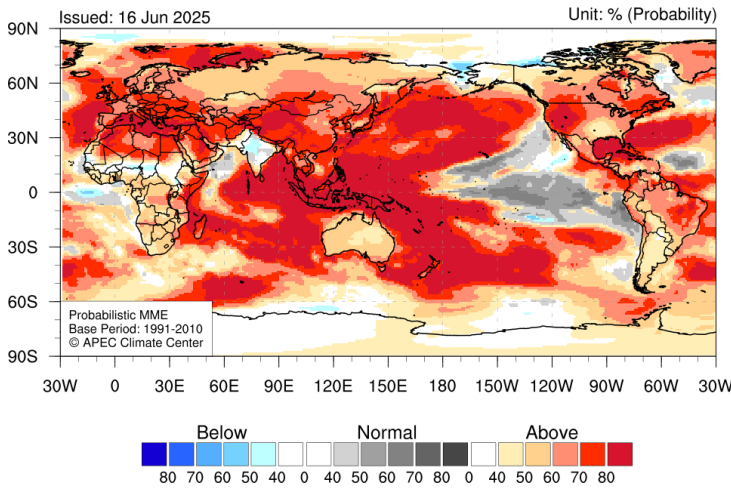 Issued: 16 Jun 2025
Unit: % (Probability)
90N
60N
30N
0
30S
60S
90S
Probabilistic MME
Base Period: 1991-2010
© APEC Climate Center
30W 0 30E 60E 90E 120E 150E 180E 150W 120W 90W 60W 30W
Below Normal Above
80 70 60 50 40 0 40 50 60 70 80 0 40 50 60 70 80